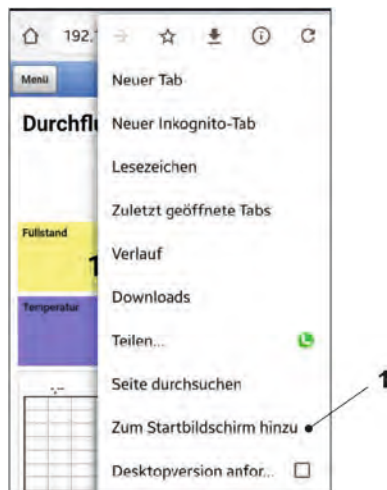 192.
Menü
Durchflu
Füllstand
1
Temperatur
-,--
Neuer Tab
Neuer Inkognito-Tab
Lesezeichen
Zuletzt geöffnete Tabs
Verlauf
Downloads
Teilen...
Seite durchsuchen
Zum Startbildschirm hinzu
1
Desktopversion anfor...